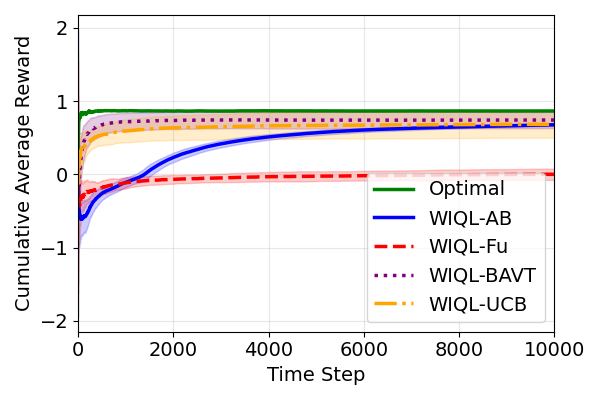 Cumulative Average Reward
2
1
0
−1
−2
Optimal
WIQL-AB
WIQL-Fu
WIQL-BAVT
WIQL-UCB
0 2000 4000 6000 8000 10000
Time Step